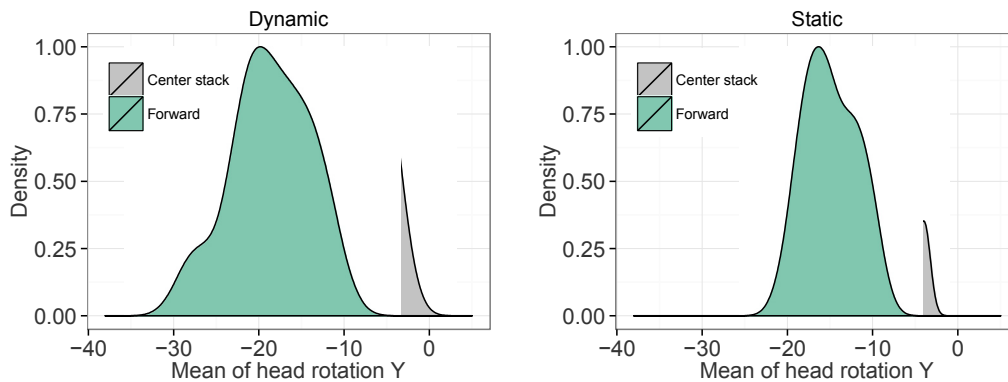 Dynamic
Density
1.00
0.75
0.50
0.25
0.00
Center stack
Forward
−40 −30 −20 −10 0
Mean of head rotation Y
Static
Density
1.00
0.75
0.50
0.25
0.00
Center stack
Forward
−40 −30 −20 −10 0
Mean of head rotation Y